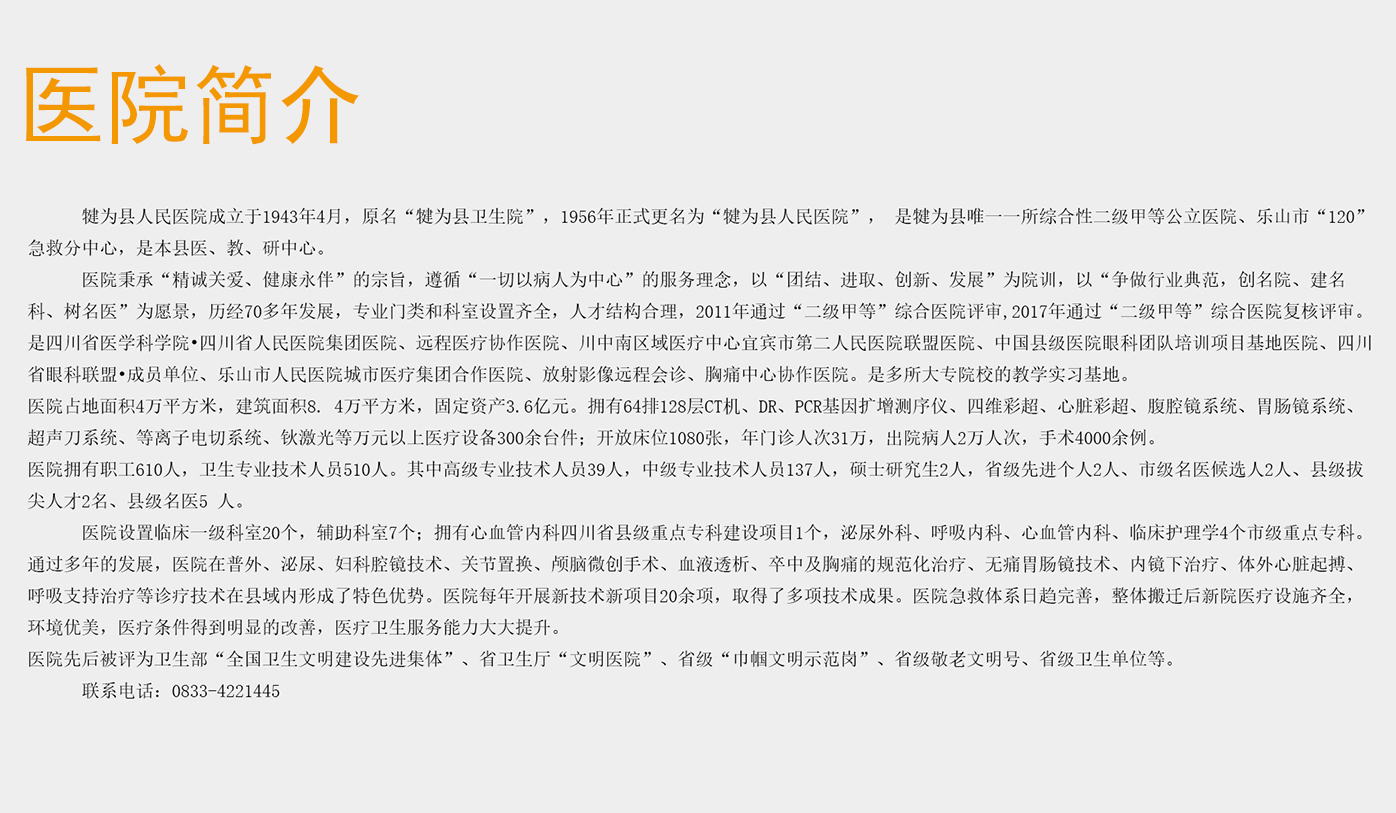 医院简介
犍为县人民医院成立于1943年4月，原名“犍为县卫生院”，1956年正式更名为“犍为县人民医院”， 是犍为县唯一一所综合性二级甲等公立医院、乐山市“120”
急救分中心，是本县医、教、研中心。
医院秉承“精诚关爱、健康永伴”的宗旨，遵循“一切以病人为中心”的服务理念，以“团结、进取、创新、发展”为院训，以“争做行业典范，创名院、建名
科、树名医”为愿景，历经70多年发展，专业门类和科室设置齐全，人才结构合理，2011年通过“二级甲等”综合医院评审,2017年通过“二级甲等”综合医院复核评审。
是四川省医学科学院•四川省人民医院集团医院、远程医疗协作医院、川中南区域医疗中心宜宾市第二人民医院联盟医院、中国县级医院眼科团队培训项目基地医院、四川
省眼科联盟•成员单位、乐山市人民医院城市医疗集团合作医院、放射影像远程会诊、胸痛中心协作医院。是多所大专院校的教学实习基地。
医院占地面积4万平方米，建筑面积8. 4万平方米，固定资产3.6亿元。拥有64排128层CT机、DR、PCR基因扩增测序仪、四维彩超、心脏彩超、腹腔镜系统、胃肠镜系统、
超声刀系统、等离子电切系统、钬激光等万元以上医疗设备300余台件；开放床位1080张，年门诊人次31万，出院病人2万人次，手术4000余例。
医院拥有职工610人，卫生专业技术人员510人。其中高级专业技术人员39人，中级专业技术人员137人，硕士研究生2人，省级先进个人2人、市级名医候选人2人、县级拔
尖人才2名、县级名医5 人。
医院设置临床一级科室20个，辅助科室7个；拥有心血管内科四川省县级重点专科建设项目1个，泌尿外科、呼吸内科、心血管内科、临床护理学4个市级重点专科。
通过多年的发展，医院在普外、泌尿、妇科腔镜技术、关节置换、颅脑微创手术、血液透析、卒中及胸痛的规范化治疗、无痛胃肠镜技术、内镜下治疗、体外心脏起搏、
呼吸支持治疗等诊疗技术在县域内形成了特色优势。医院每年开展新技术新项目20余项，取得了多项技术成果。医院急救体系日趋完善，整体搬迁后新院医疗设施齐全，
环境优美，医疗条件得到明显的改善，医疗卫生服务能力大大提升。
医院先后被评为卫生部“全国卫生文明建设先进集体”、省卫生厅“文明医院”、省级“巾帼文明示范岗”、省级敬老文明号、省级卫生单位等。
联系电话：0833-4221445